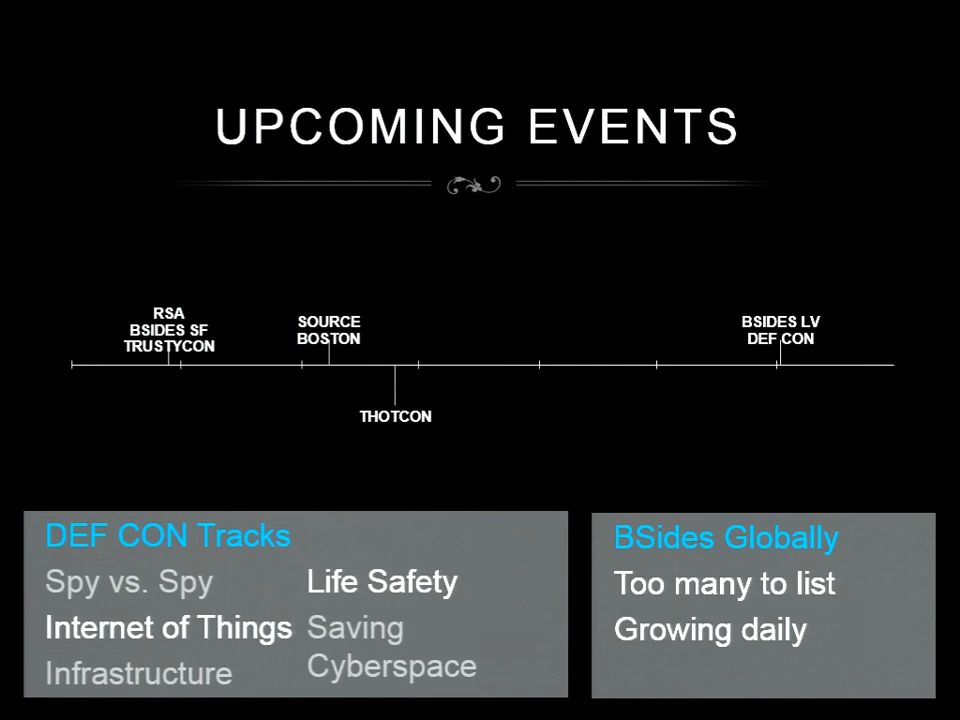 UPCOMING EVENTS
RSA
BSIDES SF
TRUSTYCON
SOURCE
BOSTON
BSIDES LV
DEF CON
THOTCON
DEF CON Tracks
Spy vs. Spy
Internet of Things
Infrastructure
Life Safety
Saving
Cyberspace
BSides Globally
Too many to list
Growing daily